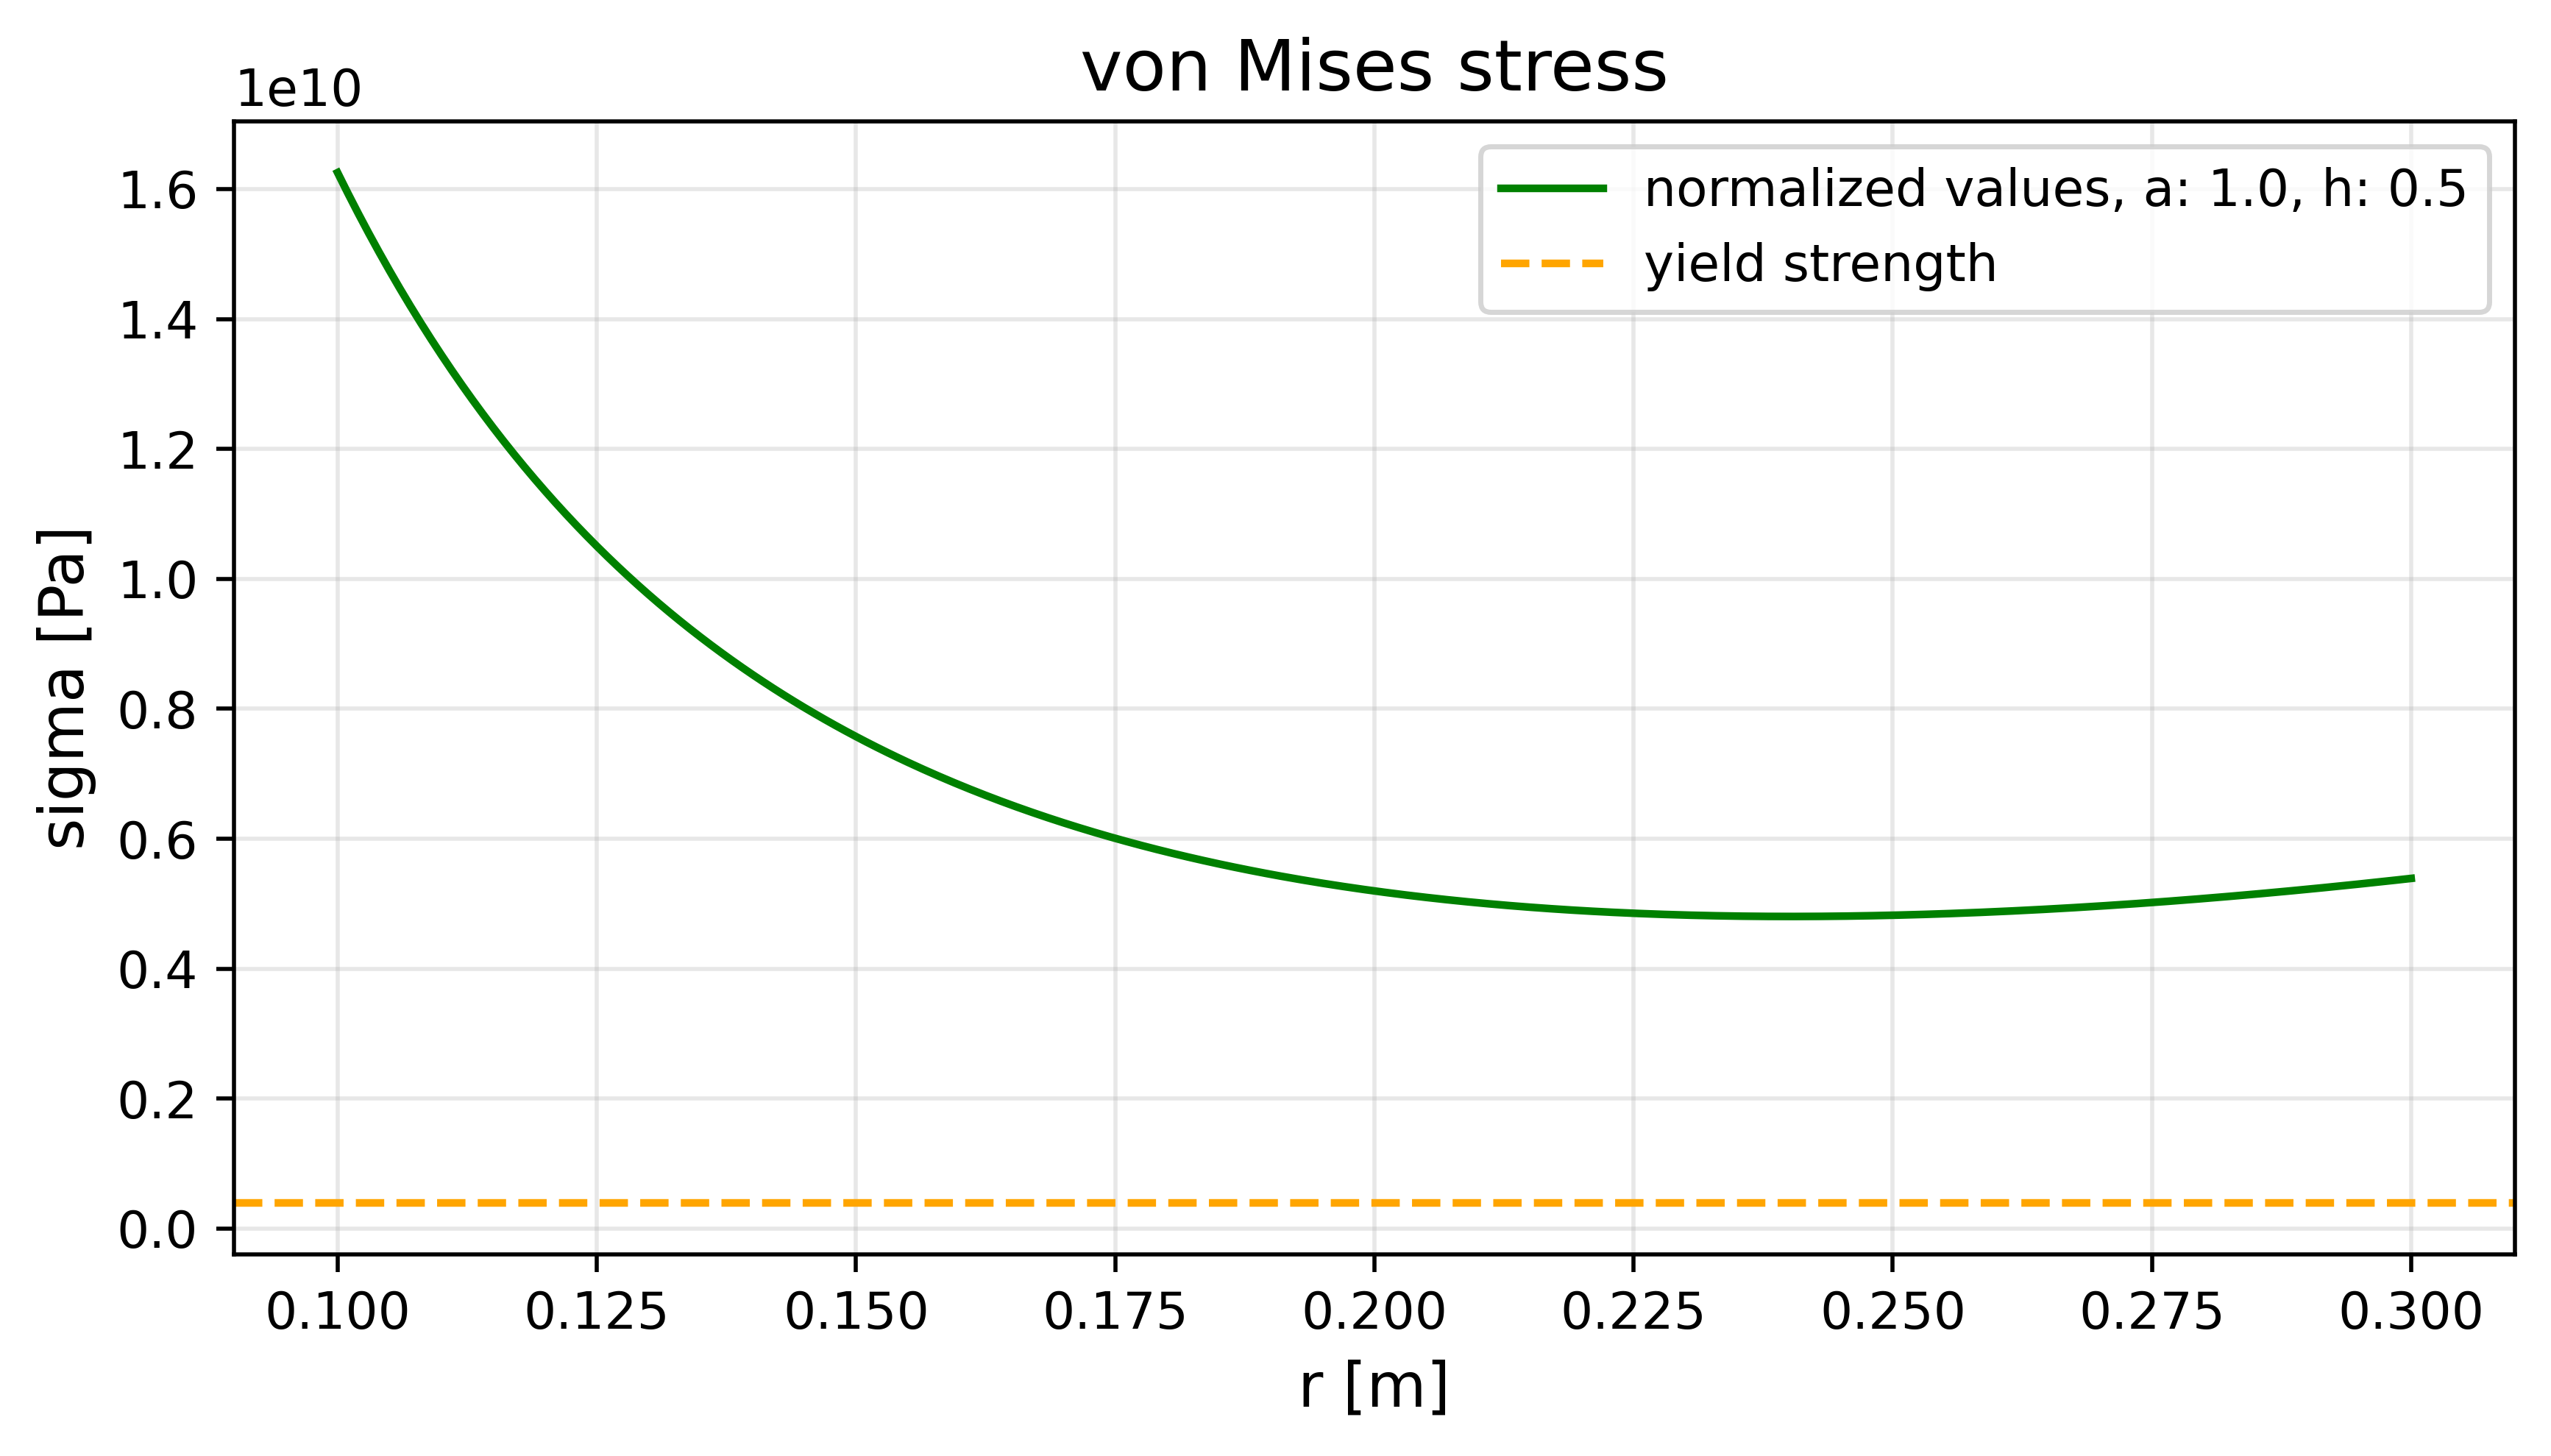 von Mises stress
1e10
normalized values, a: 1.0, h: 0.5
yield strength
1.6
1.4
1.2
1.0
0.8
0.6
0.4
0.2
0.0
sigma [Pa]
0.100 0.125 0.150 0.175 0.200 0.225 0.250 0.275 0.300
r [m]